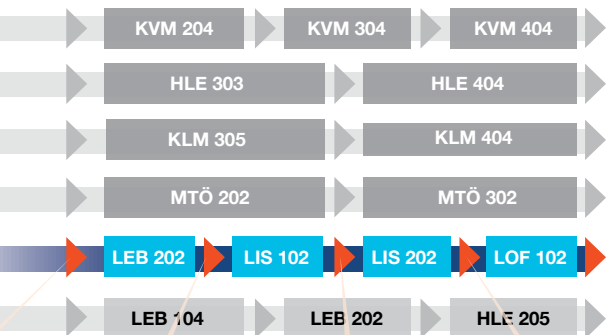 KVM 204 KVM 304 KVM 404
HLE 303 HLE 404
KLM 305 KLM 404
MTÖ 202 MTÖ 302
LEB 202 LIS 102 LIS 202 LOF 102
LEB 104 LEB 202 HLE 205